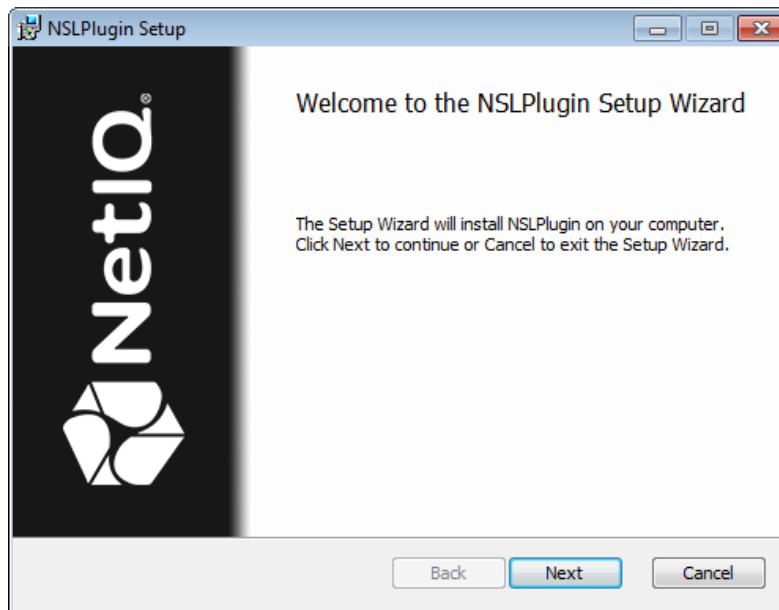 NSLPlugin Setup
NetIQ®
Welcome to the NSLPlugin Setup Wizard
The Setup Wizard will install NSLPlugin on your computer.
Click Next to continue or Cancel to exit the Setup Wizard.
Back
Next
Cancel